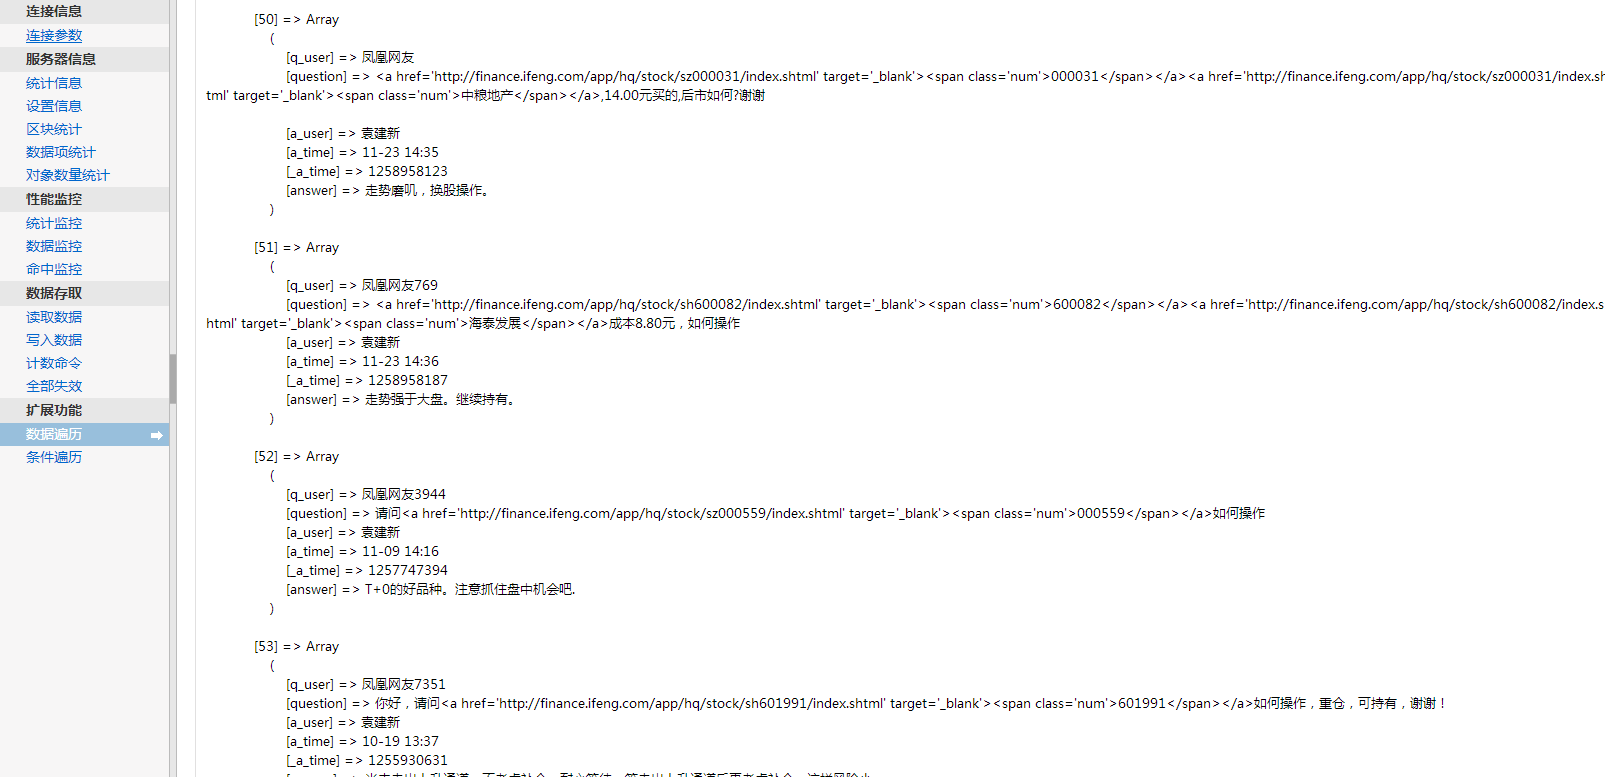 连接信息
连接参数
服务器信息
统计信息
设置信息
区块统计
数据项统计
对象数量统计
性能监控
统计监控
数据监控
命中监控
数据存取
读取数据
写入数据
计数命令
全部失效
扩展功能
数据遍历
条件遍历
[50] => Array
(
[q_user] => 凤凰网友
[question] => <a href='http://finance.ifeng.com/app/hq/stock/sz000031/index.shtml' target='_blank'><span class='num'>000031</span></a><a href='http://finance.ifeng.com/app/hq/stock/sz000031/index.sh
tml' target='_blank'><span class='num'>中粮地产</span></a>,14.00元买的,后市如何?谢谢
[a_user] => 袁建新
[a_time] => 11-23 14:35
[_a_time] => 1258958123
[answer] => 走势磨叽，换股操作。
)
[51] => Array
(
[q_user] => 凤凰网友769
[question] => <a href='http://finance.ifeng.com/app/hq/stock/sh600082/index.shtml' target='_blank'><span class='num'>600082</span></a><a href='http://finance.ifeng.com/app/hq/stock/sh600082/index.s
html' target='_blank'><span class='num'>海泰发展</span></a>成本8.80元，如何操作
[a_user] => 袁建新
[a_time] => 11-23 14:36
[_a_time] => 1258958187
[answer] => 走势强于大盘。继续持有。
)
[52] => Array
(
[q_user] => 凤凰网友3944
[question] => 请问<a href='http://finance.ifeng.com/app/hq/stock/sz000559/index.shtml' target='_blank'><span class='num'>000559</span></a>如何操作
[a_user] => 袁建新
[a_time] => 11-09 14:16
[_a_time] => 1257747394
[answer] => T+0的好品种。注意抓住盘中机会吧.
)
[53] => Array
(
[q_user] => 凤凰网友7351
[question] => 你好，请问<a href='http://finance.ifeng.com/app/hq/stock/sh601991/index.shtml' target='_blank'><span class='num'>601991</span></a>如何操作，重仓，可持有，谢谢！
[a_user] => 袁建新
[a_time] => 10-19 13:37
[_a_time] => 1255930631